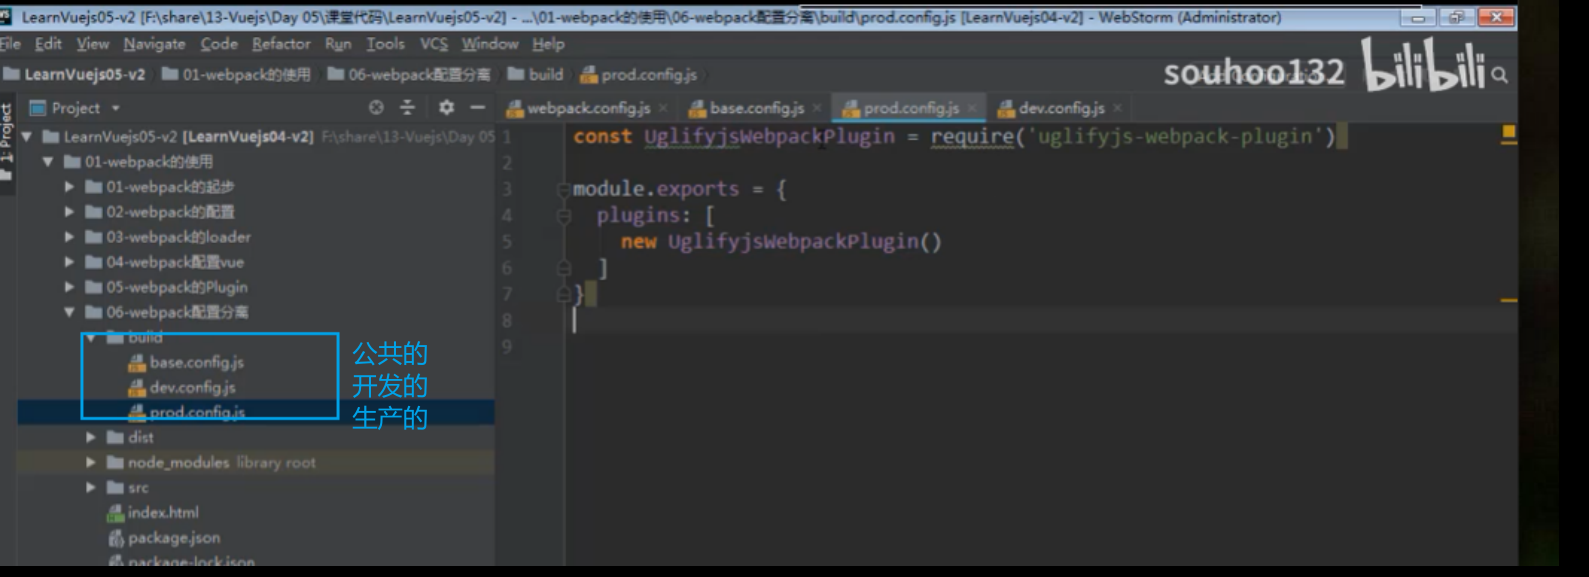 LearnVuejs05-v2 [F:\share\13-Vuejs\Day 05\课堂代码\LearnVuejs05-v2] - ...\01-webpack的使用\06-webpack配置分离\build\prod.config.js [LearnVuejs04-v2] - WebStorm (Administrator)
File Edit View Navigate Code Refactor Run Tools VCS Window Help
LearnVuejs05-v2 01-webpack的使用 06-webpack配置分离 build prod.config.js
souhoo132 bilibili
Project
webpack.config.js base.config.js prod.config.js dev.config.js
1: Project
LearnVuejs05-v2 [LearnVuejs04-v2] F:\share\13-Vuejs\Day 05
01-webpack的使用
01-webpack的起步
02-webpack的配置
03-webpack的loader
04-webpack配置vue
05-webpack的Plugin
06-webpack配置分离
build
base.config.js
dev.config.js
prod.config.js
dist
node_modules library root
src
index.html
package.json
package-lock.json
公共的
开发的
生产的
1 const UglifyjsWebpackPlugin = require('uglifyjs-webpack-plugin')
2
3 module.exports = {
4 plugins: [
5 new UglifyjsWebpackPlugin()
6 ]
7 }
8
9